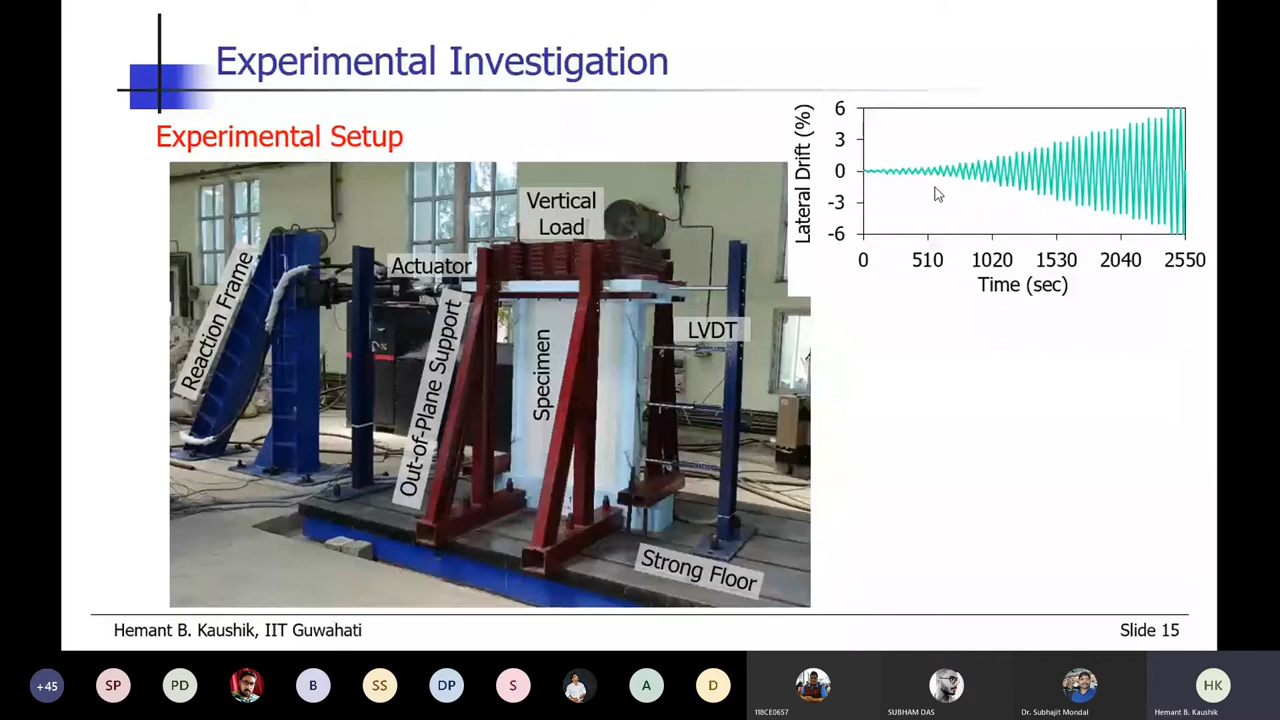 Experimental Investigation
Experimental Setup
Vertical
Load
Actuator
Reaction Frame
Out-of-Plane Support
Specimen
LVDT
Strong Floor
Lateral Drift (%)
6
3
0
-3
-6
0 510 1020 1530 2040 2550
Time (sec)
Hemant B. Kaushik, IIT Guwahati
Slide 15
+45
SP
PD
B
SS
DP
S
A
D
118CE0657
SUBHAM DAS
Dr. Subhajit Mondal
HK
Hemant B. Kaushik